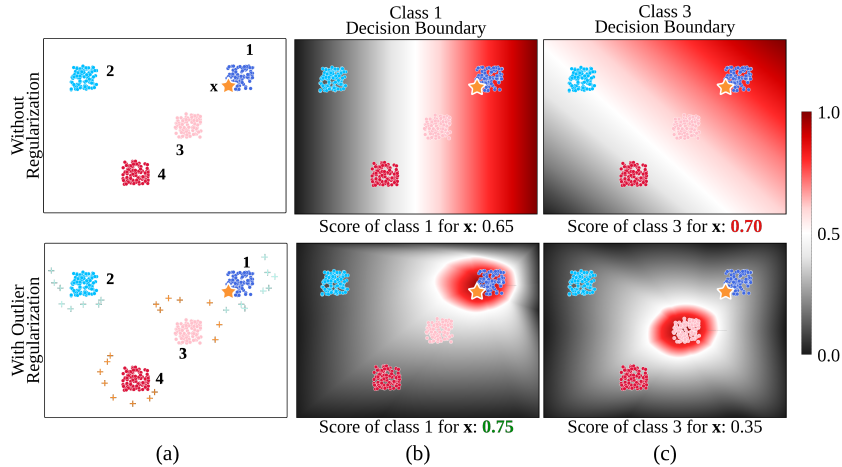 Class 1
Decision Boundary
Class 3
Decision Boundary
Without
Regularization
1
2
x
3
4
Score of class 1 for x: 0.65
Score of class 3 for x: 0.70
1.0
0.5
0.0
With Outlier
Regularization
1
2
3
4
Score of class 1 for x: 0.75
Score of class 3 for x: 0.35
(a)
(b)
(c)